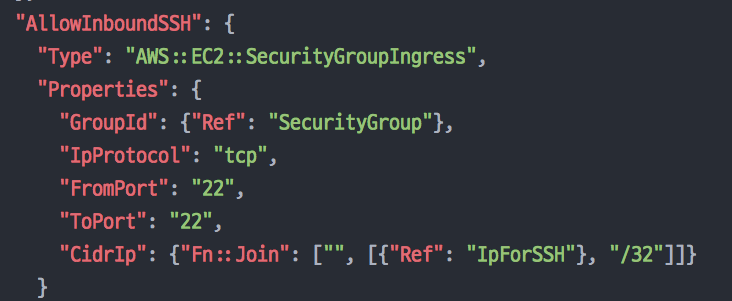 "AllowInboundSSH": {
"Type": "AWS::EC2::SecurityGroupIngress",
"Properties": {
"GroupId": {"Ref": "SecurityGroup"},
"IpProtocol": "tcp",
"FromPort": "22",
"ToPort": "22",
"CidrIp": {"Fn::Join": ["", [{"Ref": "IpForSSH"}, "/32"]]}
}